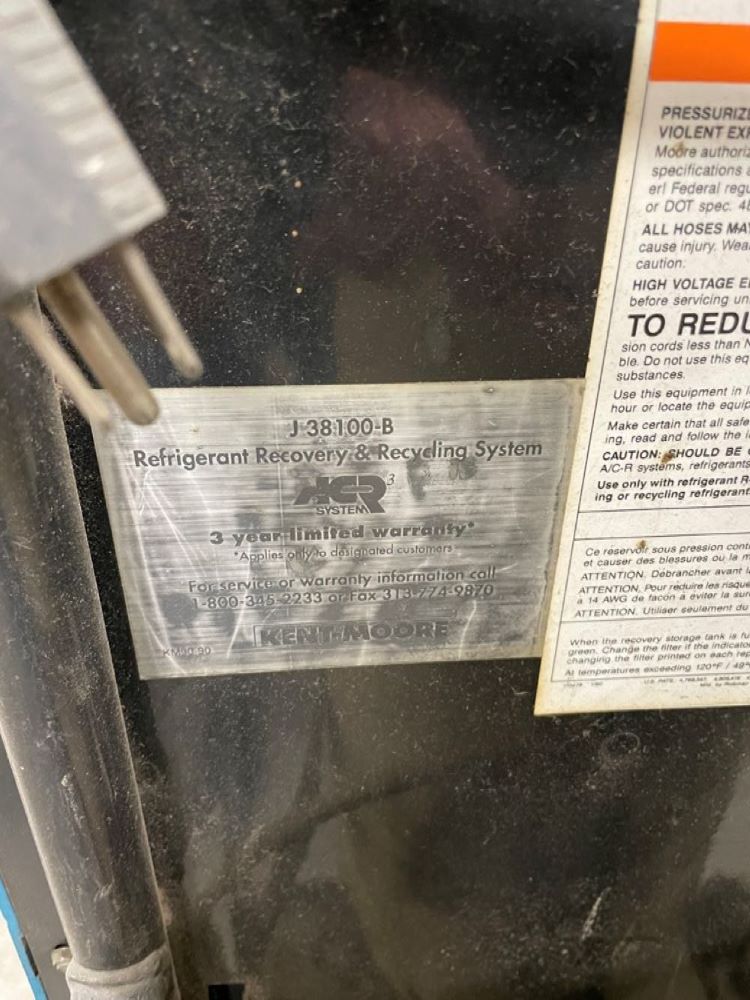 J 38100-B
Refrigerant Recovery & Recycling System
ACR3
SYSTEM
3 year limited warranty*
*Applies only to designated customers
For service or warranty information call
1-800-345-2233 or Fax 313-774-9870
KENT-MOORE
PRESSURIZE
VIOLENT EXP
Moore authoriz
specifications a
er! Federal regu
or DOT spec. 4B
ALL HOSES MAY
cause injury. Wea
caution.
HIGH VOLTAGE E
before servicing un
TO REDU
sion cords less than N
ble. Do not use this eq
substances.
Use this equipment in l
hour or locate the equip
Make certain that all safe
ing, read and follow the i
CAUTION: SHOULD BE
A/C-R systems, refrigerants
Use only with refrigerant R
ing or recycling refrigerant
Ce réservoir sous pression cont
et causer des blessures ou la m
ATTENTION. Débrancher avant
ATTENTION. Pour réduire les risque
à 14 AWG de façon à éviter la sur
ATTENTION. Utiliser seulement du
When the recovery storage tank is fu
green. Change the filter if the indicato
changing the filter printed on each rep
At temperatures exceeding 120°F / 49°